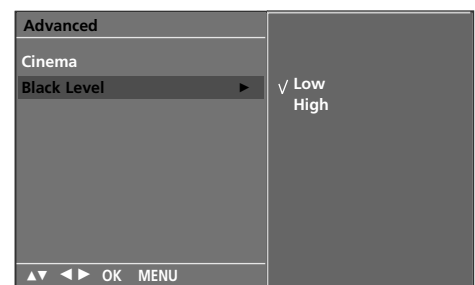 Advanced
Cinema
Black Level ►
√ Low
High
▲▼ ◄► OK MENU